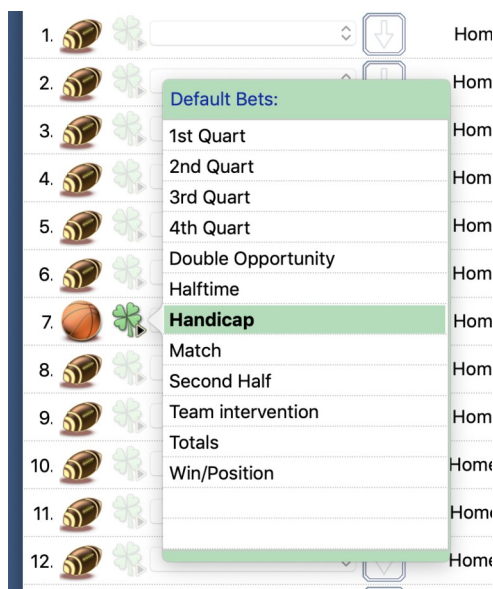 1. Hom
2. Hom
Default Bets:
3. Hom
1st Quart
2nd Quart
4. Hom
3rd Quart
5. 4th Quart Hom
Double Opportunity
6. Hom
Halftime
7. Handicap Hom
Match
8. Hom
Second Half
9. Team intervention Hom
Totals
10. Home
Win/Position
11. Home
12. Home